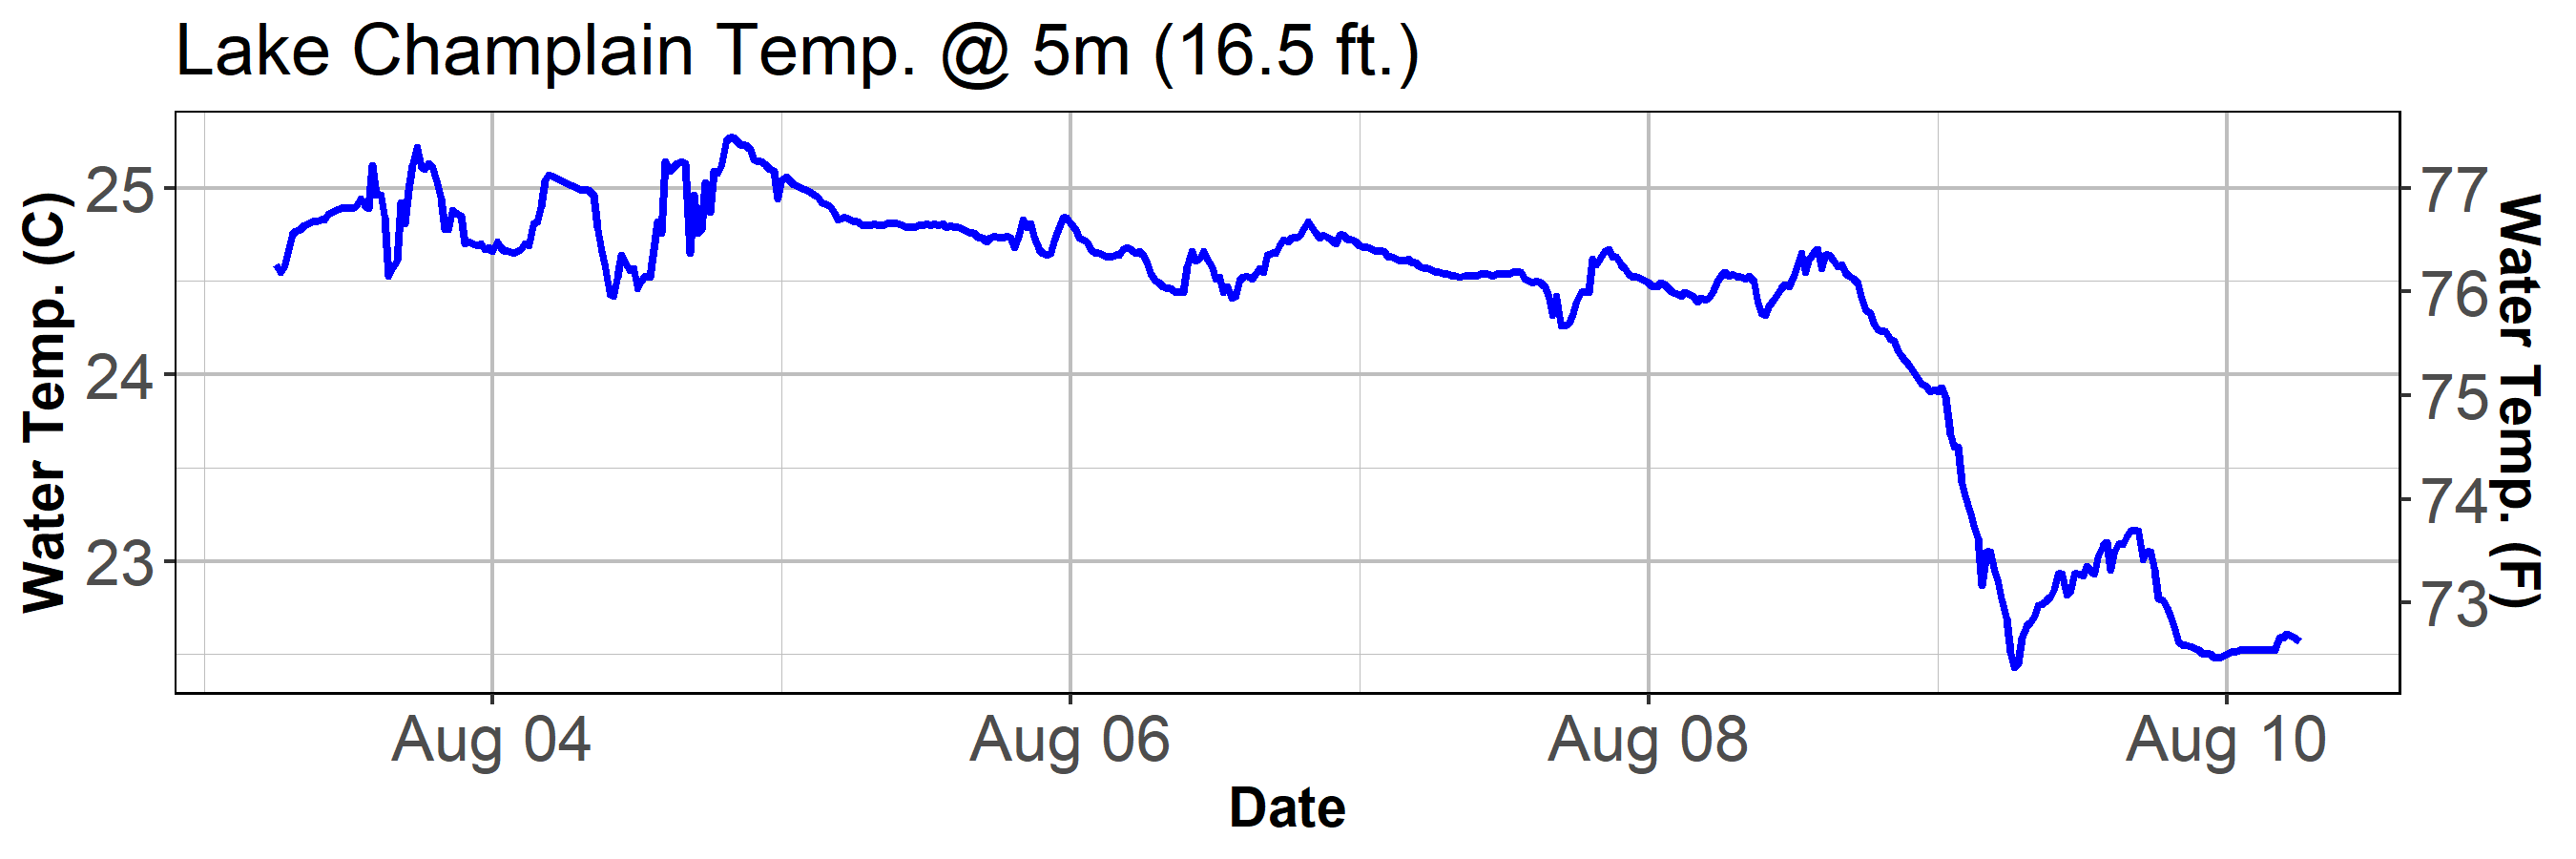 Lake Champlain Temp. @ 5m (16.5 ft.)
Water Temp. (C)
25
24
23
77
76
75
74
73
Water Temp. (F)
Aug 04 Aug 06 Aug 08 Aug 10
Date